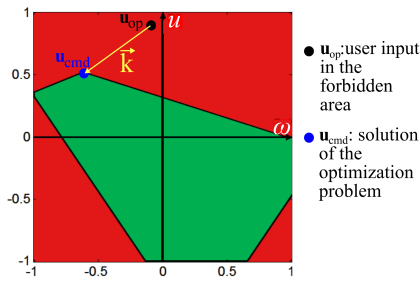 1
0.5
0
-0.5
-1
-1
-0.5
0
0.5
1
u_op
u
u_cmd
k⃗
ω
u_op:user input
in the
forbidden
area
u_cmd: solution
of the
optimization
problem